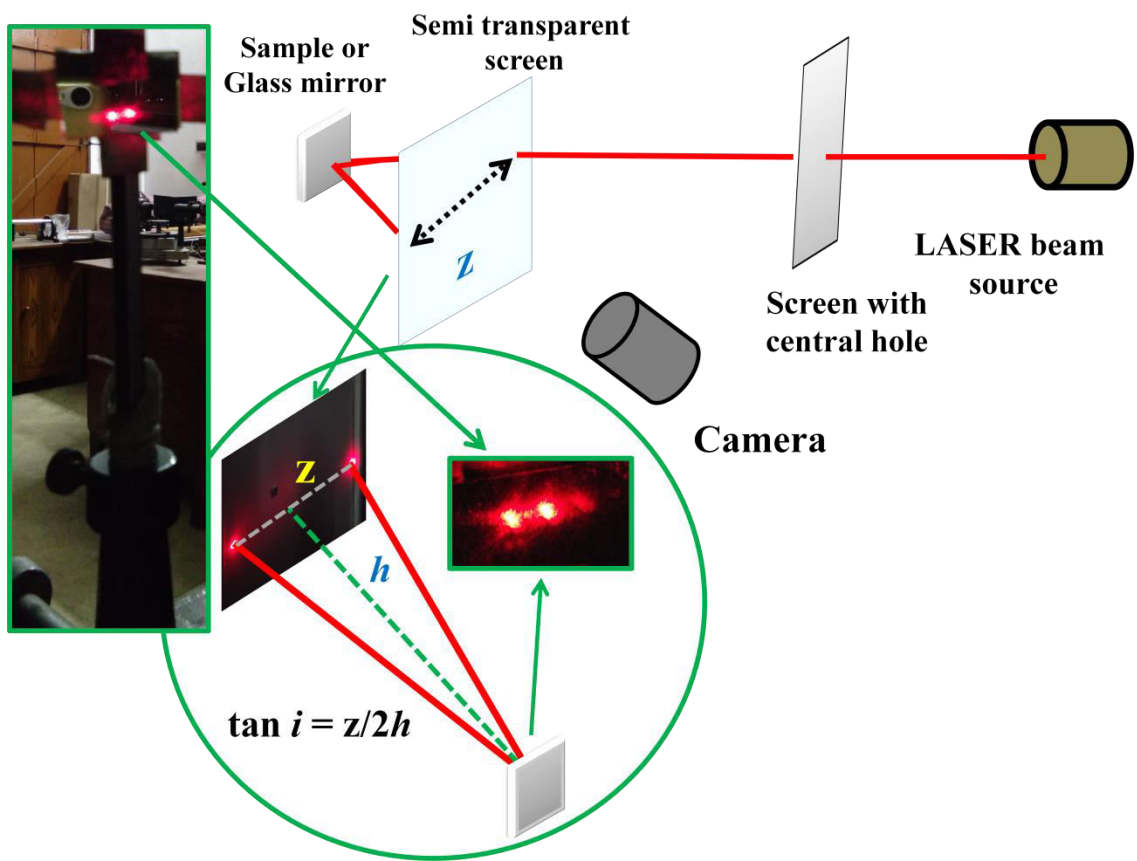 Semi transparent
screen
Sample or
Glass mirror
z
LASER beam
source
Screen with
central hole
Camera
z
h
tan i = z/2h